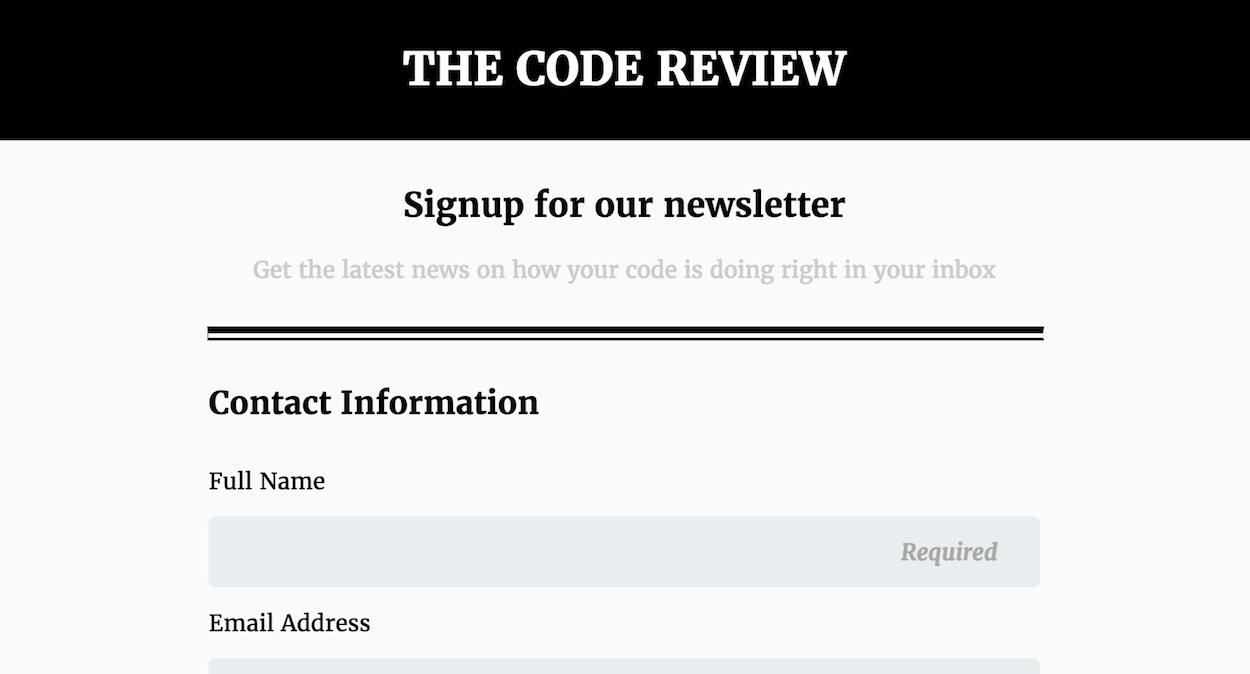 THE CODE REVIEW
Signup for our newsletter
Get the latest news on how your code is doing right in your inbox
Contact Information
Full Name
Required
Email Address